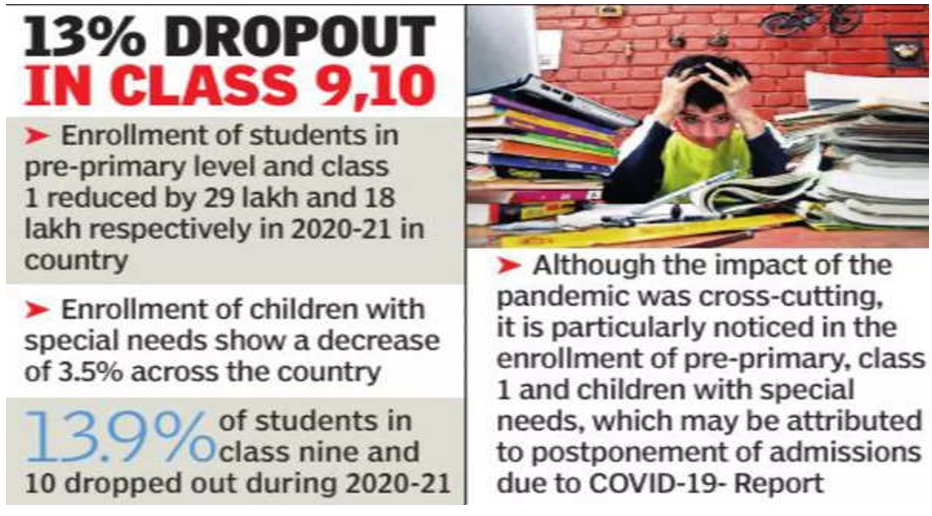 13% DROPOUT
IN CLASS 9,10
➤ Enrollment of students in
pre-primary level and class
1 reduced by 29 lakh and 18
lakh respectively in 2020-21 in
country
➤ Enrollment of children with
special needs show a decrease
of 3.5% across the country
13.9% of students in
class nine and
10 dropped out during 2020-21
➤ Although the impact of the
pandemic was cross-cutting,
it is particularly noticed in the
enrollment of pre-primary, class
1 and children with special
needs, which may be attributed
to postponement of admissions
due to COVID-19- Report